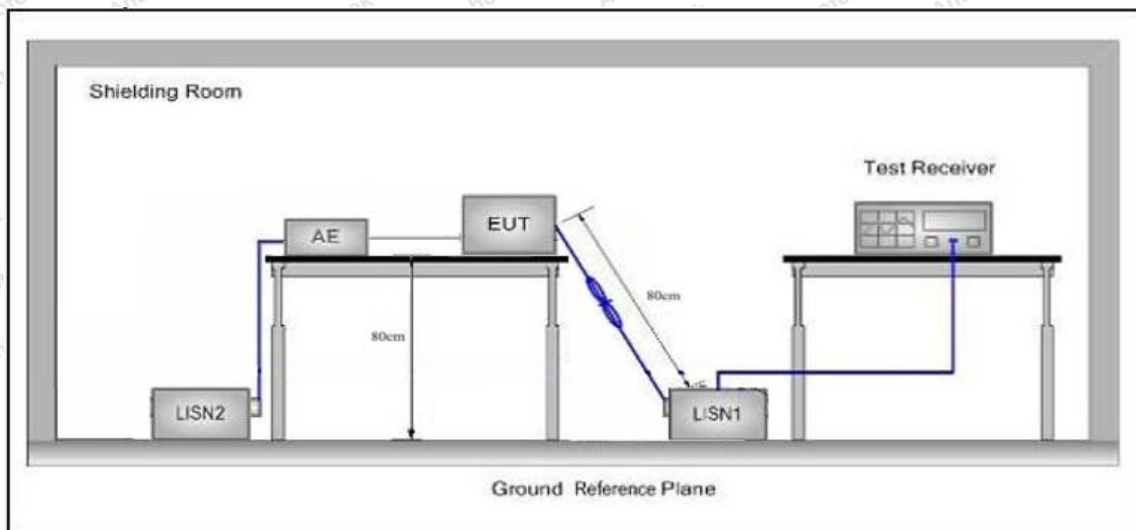 Shielding Room
Test Receiver
EUT
AE
80cm
80cm
LISN2
LISN1
Ground Reference Plane